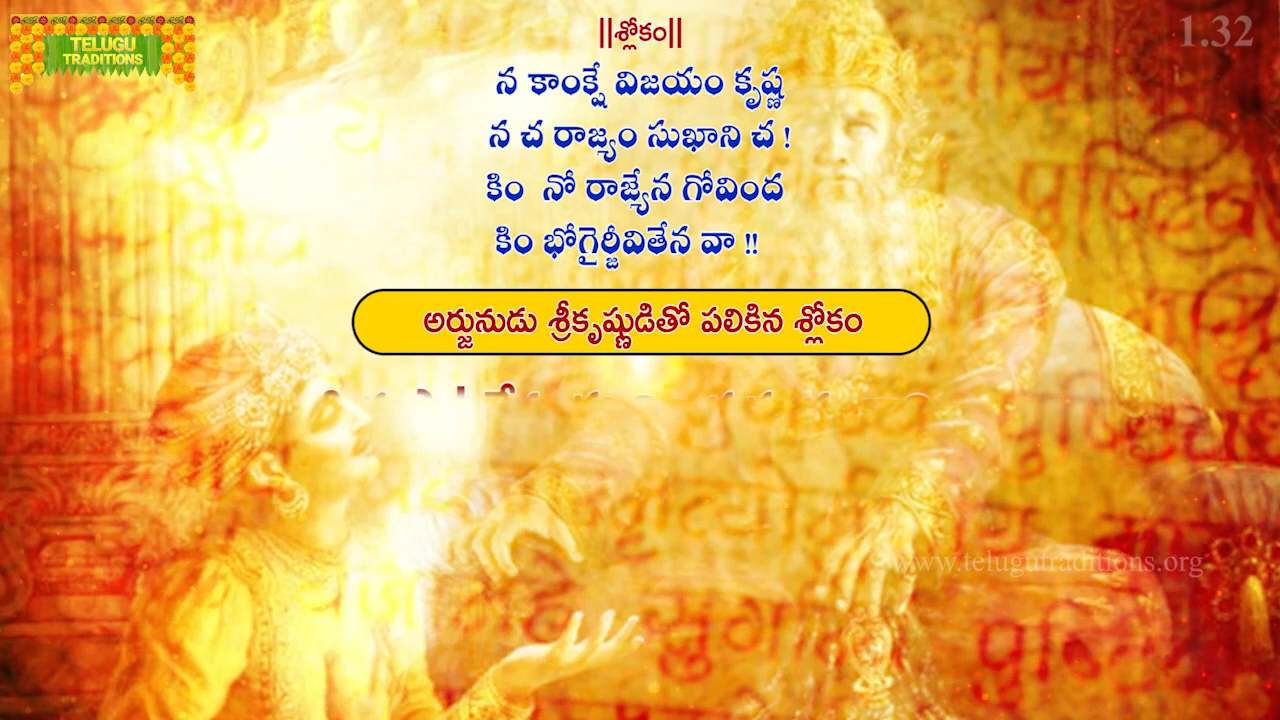 TELUGU
TRADITIONS
||శ్లోకం||
1.32
న కాంక్షే విజయం కృష్ణ
న చ రాజ్యం సుఖాని చ !
కిం నో రాజ్యేన గోవింద
కిం భోగైర్జీవితేన వా !!
అర్జునుడు శ్రీకృష్ణుడితో పలికిన శ్లోకం
www.telugutraditions.org